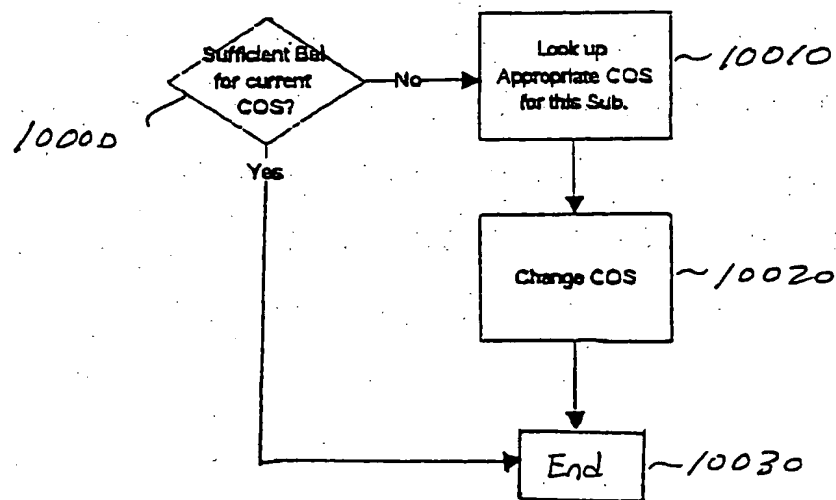 Sufficient Bal
for current
COS?
10000
No
Yes
Look up
Appropriate COS
for this Sub.
10010
Change COS
10020
End
10030